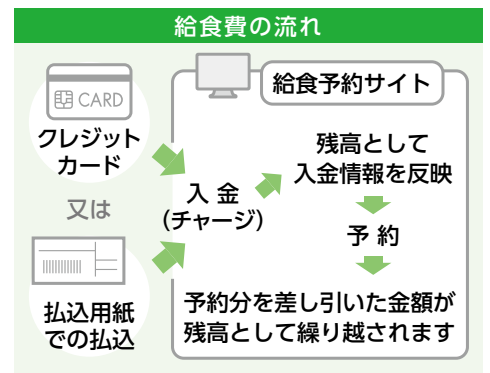 給食費の流れ
CARD
クレジット
カード
又は
払込用紙
での払込
給食予約サイト
入金
(チャージ)
残高として
入金情報を反映
予約
予約分を差し引いた金額が
残高として繰り越されます